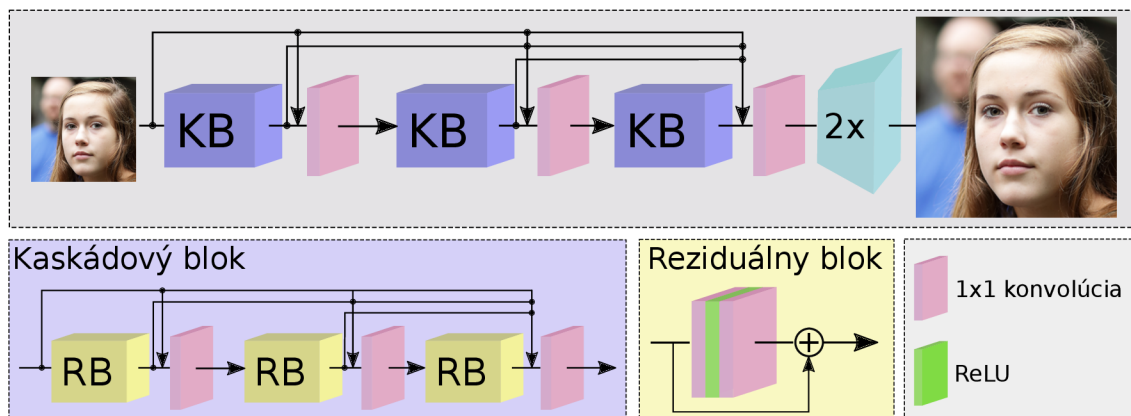 KB
KB
KB
2x
Kaskádový blok
RB
RB
RB
Reziduálny blok
1x1 konvolúcia
ReLU